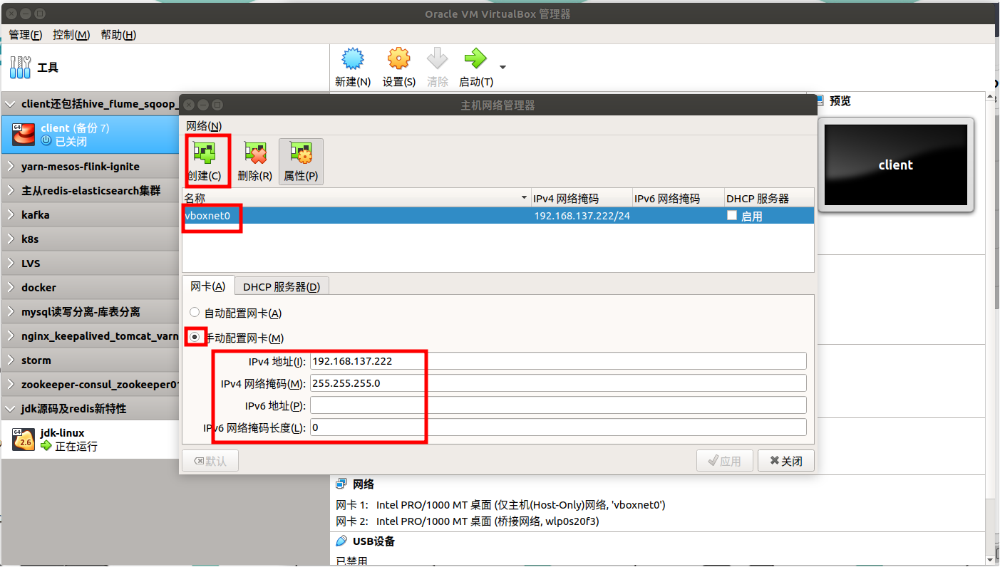 Oracle VM VirtualBox 管理器
管理(F) 控制(M) 帮助(H)
工具
新建(N) 设置(S) 清除 启动(T)
client还包括hive_flume_sqoop_
64
client (备份 7)
已关闭
yarn-mesos-flink-ignite
主从redis-elasticsearch集群
kafka
k8s
LVS
docker
mysql读写分离-库表分离
nginx_keepalived_tomcat_varn
storm
zookeeper-consul_zookeeper01
jdk源码及redis新特性
64
2.6
jdk-linux
正在运行
主机网络管理器
网络(N)
创建(C) 删除(R) 属性(P)
名称 IPv4 网络掩码 IPv6 网络掩码 DHCP 服务器
vboxnet0 192.168.137.222/24 启用
网卡(A) DHCP 服务器(D)
自动配置网卡(A)
手动配置网卡(M)
IPv4 地址(I): 192.168.137.222
IPv4 网络掩码(M): 255.255.255.0
IPv6 地址(P):
IPv6 网络掩码长度(L): 0
默认 应用 关闭
预览
client
网络
网卡 1: Intel PRO/1000 MT 桌面 (仅主机(Host-Only)网络, 'vboxnet0')
网卡 2: Intel PRO/1000 MT 桌面 (桥接网络, wlp0s20f3)
USB设备
已禁用